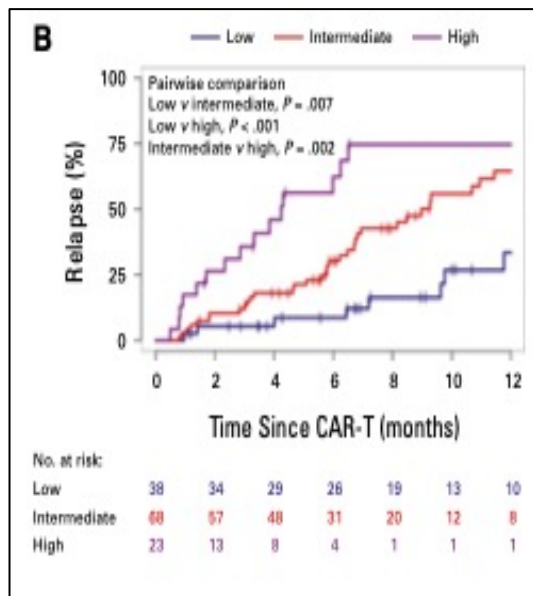 B
Low Intermediate High
Pairwise comparison
Low v intermediate, P = .007
Low v high, P < .001
Intermediate v high, P = .002
Relapse (%)
100
75
50
25
0
0 2 4 6 8 10 12
Time Since CAR-T (months)
No. at risk:
Low 38 34 29 26 19 13 10
Intermediate 68 57 48 31 20 12 8
High 23 13 8 4 1 1 1